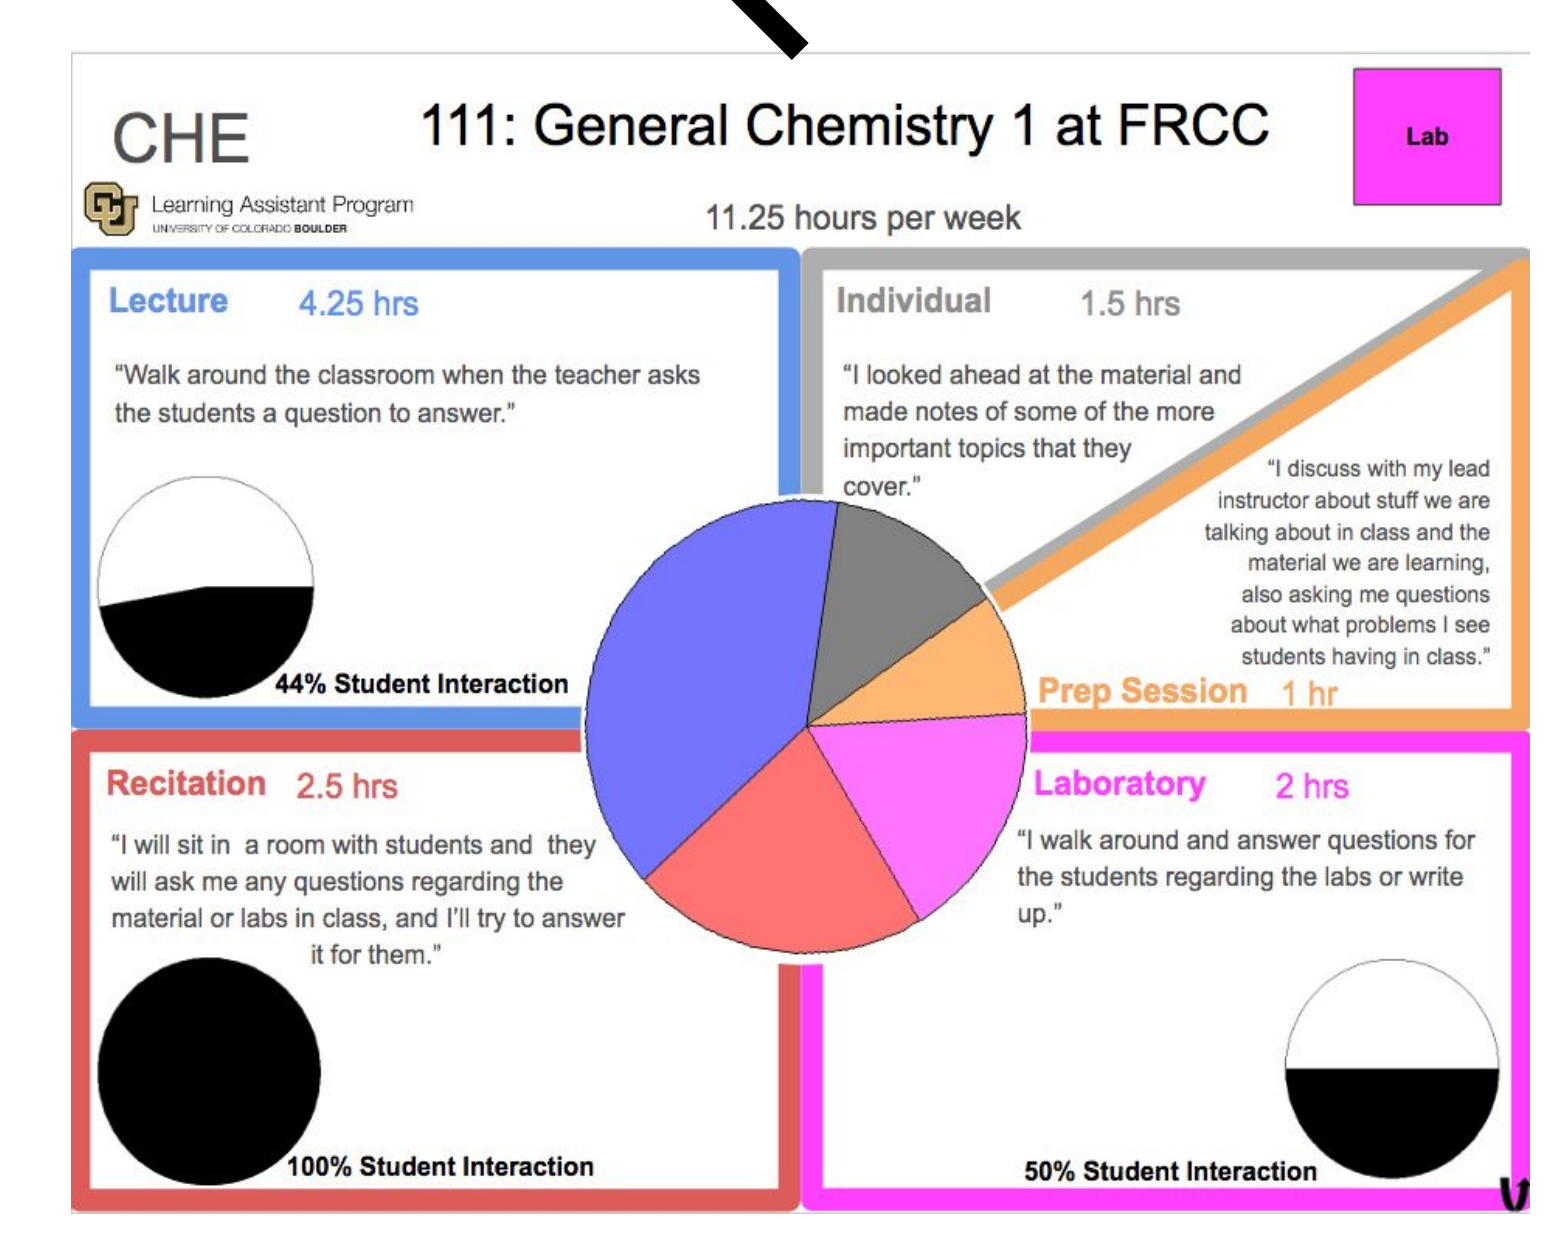 CHE
111: General Chemistry 1 at FRCC
Lab
Learning Assistant Program
UNIVERSITY OF COLORADO BOULDER
11.25 hours per week
Lecture 4.25 hrs
“Walk around the classroom when the teacher asks
the students a question to answer.”
44% Student Interaction
Individual 1.5 hrs
“I looked ahead at the material and
made notes of some of the more
important topics that they
cover.”
“I discuss with my lead
instructor about stuff we are
talking about in class and the
material we are learning,
also asking me questions
about what problems I see
students having in class.”
Prep Session 1 hr
Recitation 2.5 hrs
“I will sit in a room with students and they
will ask me any questions regarding the
material or labs in class, and I’ll try to answer
it for them.”
100% Student Interaction
Laboratory 2 hrs
“I walk around and answer questions for
the students regarding the labs or write
up.”
50% Student Interaction